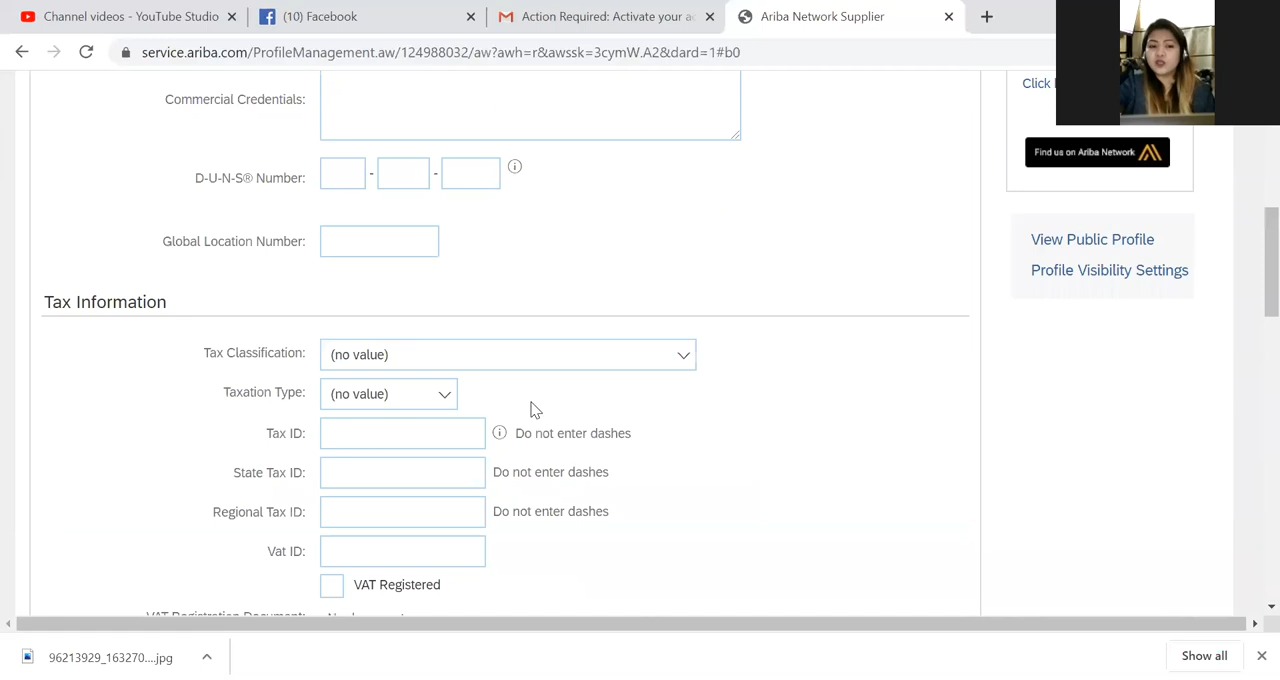 Channel videos - YouTube Studio
(10) Facebook
Action Required: Activate your ac
Ariba Network Supplier
service.ariba.com/ProfileManagement.aw/124988032/aw?awh=r&awssk=3cymW.A2&dard=1#b0
Commercial Credentials:
Click
Find us on Ariba Network
D-U-N-S® Number:
- -
Global Location Number:
View Public Profile
Profile Visibility Settings
Tax Information
Tax Classification: (no value)
Taxation Type: (no value)
Tax ID: Do not enter dashes
State Tax ID: Do not enter dashes
Regional Tax ID: Do not enter dashes
Vat ID:
VAT Registered
VAT Registration Document:
96213929_163270....jpg
Show all